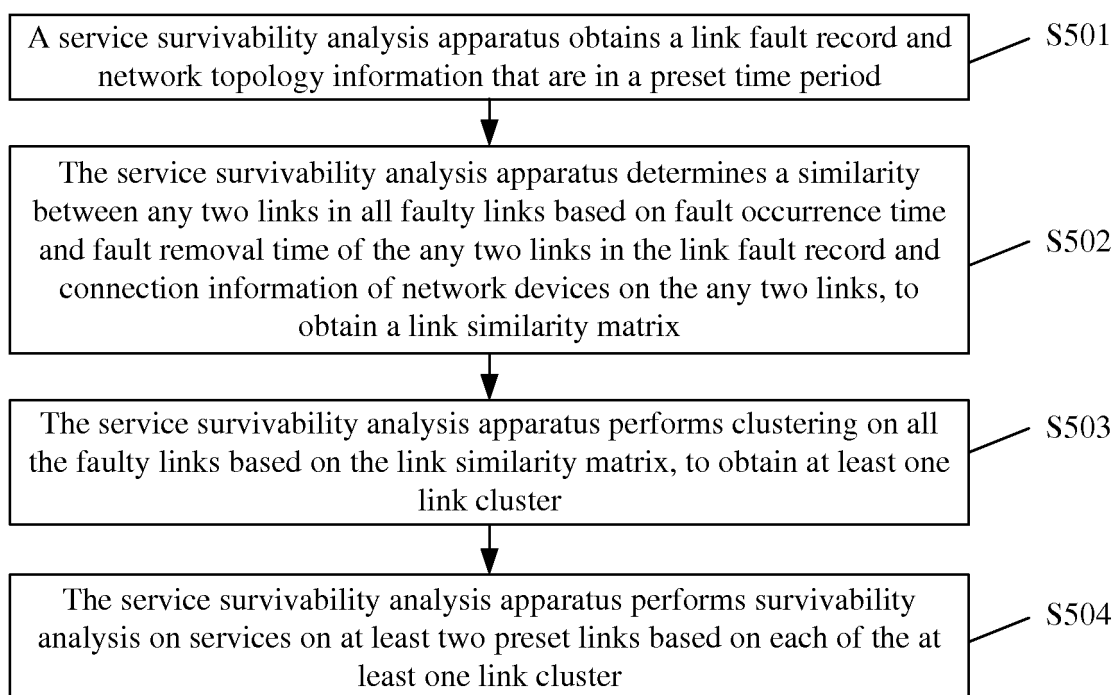 A service survivability analysis apparatus obtains a link fault record and
network topology information that are in a preset time period
S501
The service survivability analysis apparatus determines a similarity
between any two links in all faulty links based on fault occurrence time
and fault removal time of the any two links in the link fault record and
connection information of network devices on the any two links, to
obtain a link similarity matrix
S502
The service survivability analysis apparatus performs clustering on all
the faulty links based on the link similarity matrix, to obtain at least one
link cluster
S503
The service survivability analysis apparatus performs survivability
analysis on services on at least two preset links based on each of the at
least one link cluster
S504